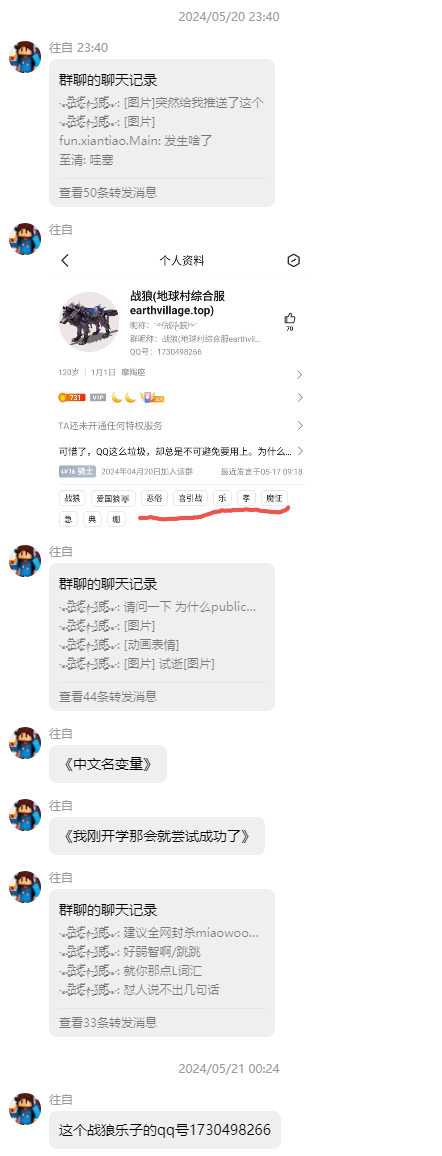 2024/05/20 23:40
往自 23:40
群聊的聊天记录
战狼: [图片]突然给我推送了这个
战狼: [图片]
fun.xiantiao.Main: 发生啥了
至清: 哇塞
查看50条转发消息
往自
个人资料
战狼(地球村综合服
earthvillage.top)
昵称: 战狼
群昵称: 战狼(地球村综合服earthvil...
QQ号: 1730498266
70
120岁 | 1月1日 摩羯座
731 VIP
TA还未开通任何特权服务
可惜了，QQ这么垃圾，却总是不可避免要用上。为什么...
LV16 骑士 2024年04月20日加入该群 最近发言于05-17 09:18
战狼 爱国狼 恶俗 喜引战 乐 孝 魔怔
急 典 绷
往自
群聊的聊天记录
战狼: 请问一下 为什么public...
战狼: [图片]
战狼: [动画表情]
战狼: [图片] 试逝[图片]
查看44条转发消息
往自
《中文名变量》
往自
《我刚开学那会就尝试成功了》
往自
群聊的聊天记录
战狼: 建议全网封杀miaowoo...
战狼: 好弱智啊/跳跳
战狼: 就你那点L词汇
战狼: 怼人说不出几句话
查看33条转发消息
2024/05/21 00:24
往自
这个战狼乐子的qq号1730498266